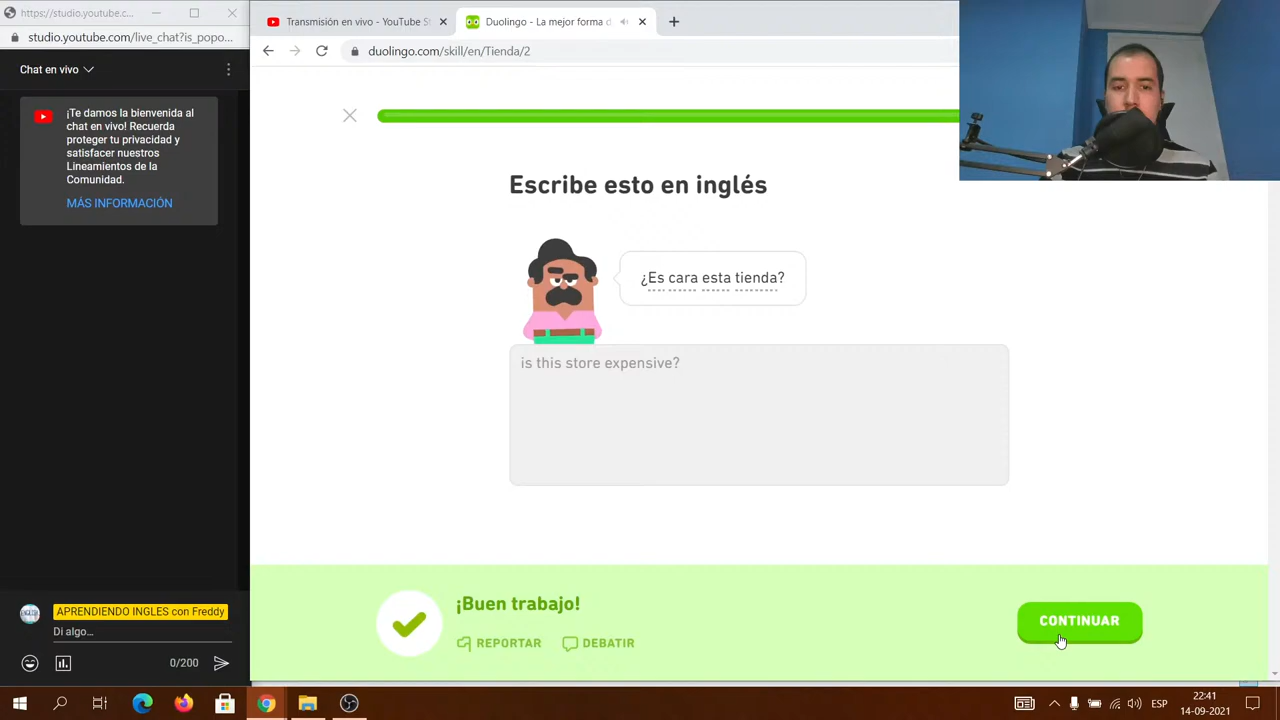 https://studio.youtube.com/live_chat?is_popo...
studio.youtube.com/live_chat?is_popo...
Chat en vivo
¡Te damos la bienvenida al
chat en vivo! Recuerda
proteger tu privacidad y
satisfacer nuestros
Lineamientos de la
Comunidad.
MÁS INFORMACIÓN
APRENDIENDO INGLES con Freddy
Di algo...
0/200
Transmisión en vivo - YouTube S
Duolingo - La mejor forma d
duolingo.com/skill/en/Tienda/2
Escribe esto en inglés
¿Es cara esta tienda?
is this store expensive?
¡Buen trabajo!
REPORTAR
DEBATIR
CONTINUAR
ESP
22:41
14-09-2021